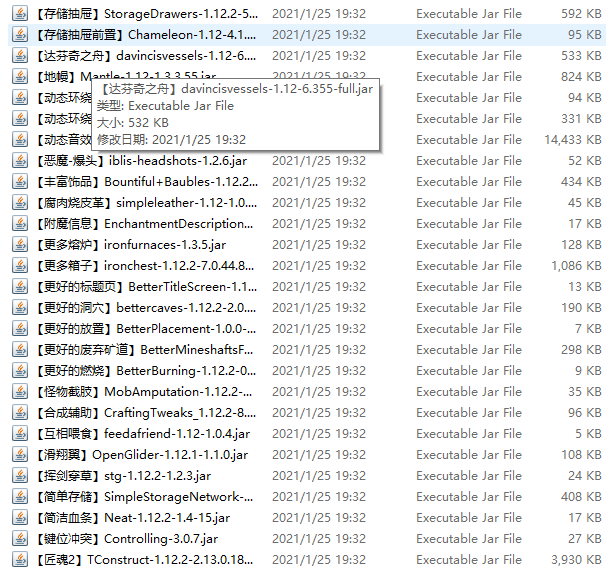 【存储抽屉】StorageDrawers-1.12.2-5... 2021/1/25 19:32 Executable Jar File 592 KB
【存储抽屉前置】Chameleon-1.12-4.1.... 2021/1/25 19:32 Executable Jar File 95 KB
【达芬奇之舟】davincisvessels-1.12-6.... 2021/1/25 19:32 Executable Jar File 533 KB
【地幔】Mantle-1.12-1.3.3.55.jar 2021/1/25 19:32 Executable Jar File 824 KB
【达芬奇之舟】davincisvessels-1.12-6.355-full.jar
类型: Executable Jar File
大小: 532 KB
修改日期: 2021/1/25 19:32
【动态环绕 Executable Jar File 94 KB
【动态环绕 Executable Jar File 331 KB
【动态音效 Executable Jar File 14,433 KB
【恶魔-爆头】iblis-headshots-1.2.6.jar 2021/1/25 19:32 Executable Jar File 52 KB
【丰富饰品】Bountiful+Baubles-1.12.2... 2021/1/25 19:32 Executable Jar File 434 KB
【腐肉烧皮革】simpleleather-1.12-1.0.... 2021/1/25 19:32 Executable Jar File 45 KB
【附魔信息】EnchantmentDescription... 2021/1/25 19:32 Executable Jar File 17 KB
【更多熔炉】ironfurnaces-1.3.5.jar 2021/1/25 19:32 Executable Jar File 128 KB
【更多箱子】ironchest-1.12.2-7.0.44.8... 2021/1/25 19:32 Executable Jar File 1,086 KB
【更好的标题页】BetterTitleScreen-1.1... 2021/1/25 19:32 Executable Jar File 13 KB
【更好的洞穴】bettercaves-1.12.2-2.0.... 2021/1/25 19:32 Executable Jar File 190 KB
【更好的放置】BetterPlacement-1.0.0-... 2021/1/25 19:32 Executable Jar File 7 KB
【更好的废弃矿道】BetterMineshaftsF... 2021/1/25 19:32 Executable Jar File 298 KB
【更好的燃烧】BetterBurning-1.12.2-0... 2021/1/25 19:32 Executable Jar File 9 KB
【怪物截肢】MobAmputation-1.12.2-... 2021/1/25 19:32 Executable Jar File 35 KB
【合成辅助】CraftingTweaks_1.12.2-8.... 2021/1/25 19:32 Executable Jar File 96 KB
【互相喂食】feedafriend-1.12-1.0.4.jar 2021/1/25 19:32 Executable Jar File 5 KB
【滑翔翼】OpenGlider-1.12.1-1.1.0.jar 2021/1/25 19:32 Executable Jar File 108 KB
【挥剑穿草】stg-1.12.2-1.2.3.jar 2021/1/25 19:32 Executable Jar File 24 KB
【简单存储】SimpleStorageNetwork-... 2021/1/25 19:32 Executable Jar File 408 KB
【简洁血条】Neat-1.12.2-1.4-15.jar 2021/1/25 19:32 Executable Jar File 17 KB
【键位冲突】Controlling-3.0.7.jar 2021/1/25 19:32 Executable Jar File 27 KB
【匠魂2】TConstruct-1.12.2-2.13.0.18... 2021/1/25 19:32 Executable Jar File 3,930 KB